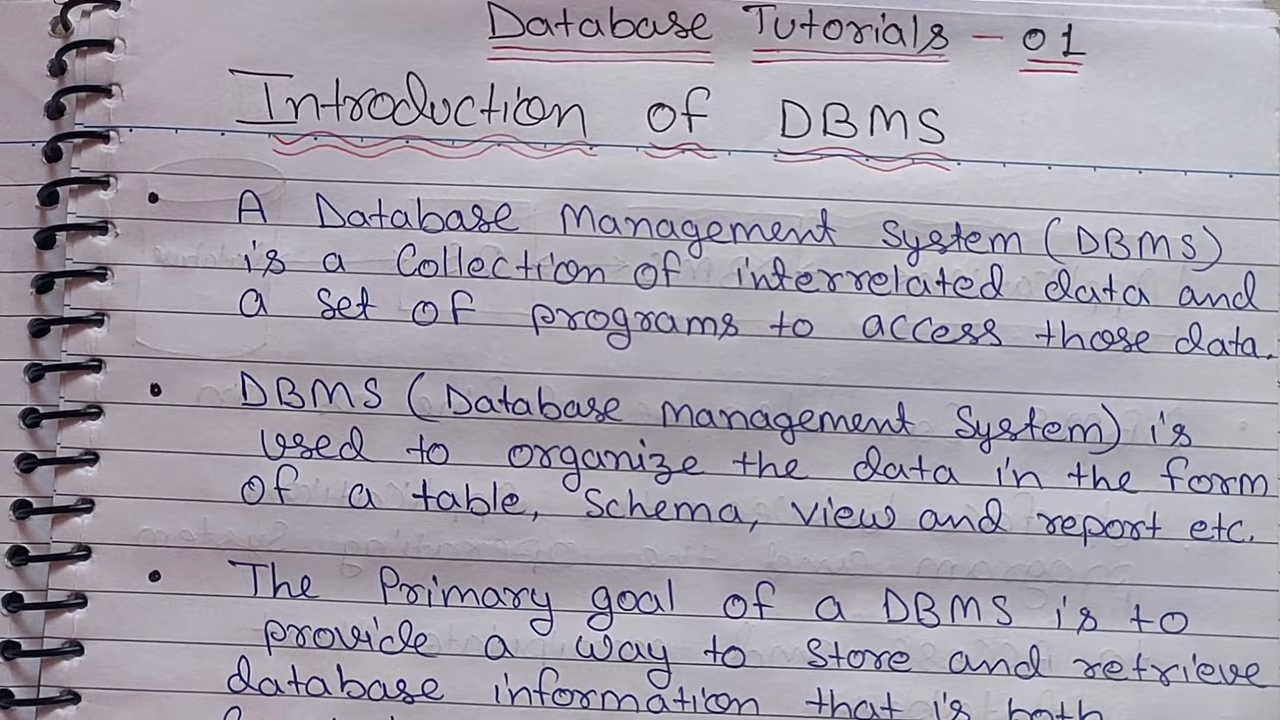 Database Tutorials - 01
Introduction of DBMS
• A Database Management System (DBMS)
is a Collection of interrelated data and
a set of programs to access those data.
• DBMS (Database Management System) is
used to organize the data in the form
of a table, Schema, view and report etc.
• The Primary goal of a DBMS is to
provide a way to store and retrieve
database information that is both